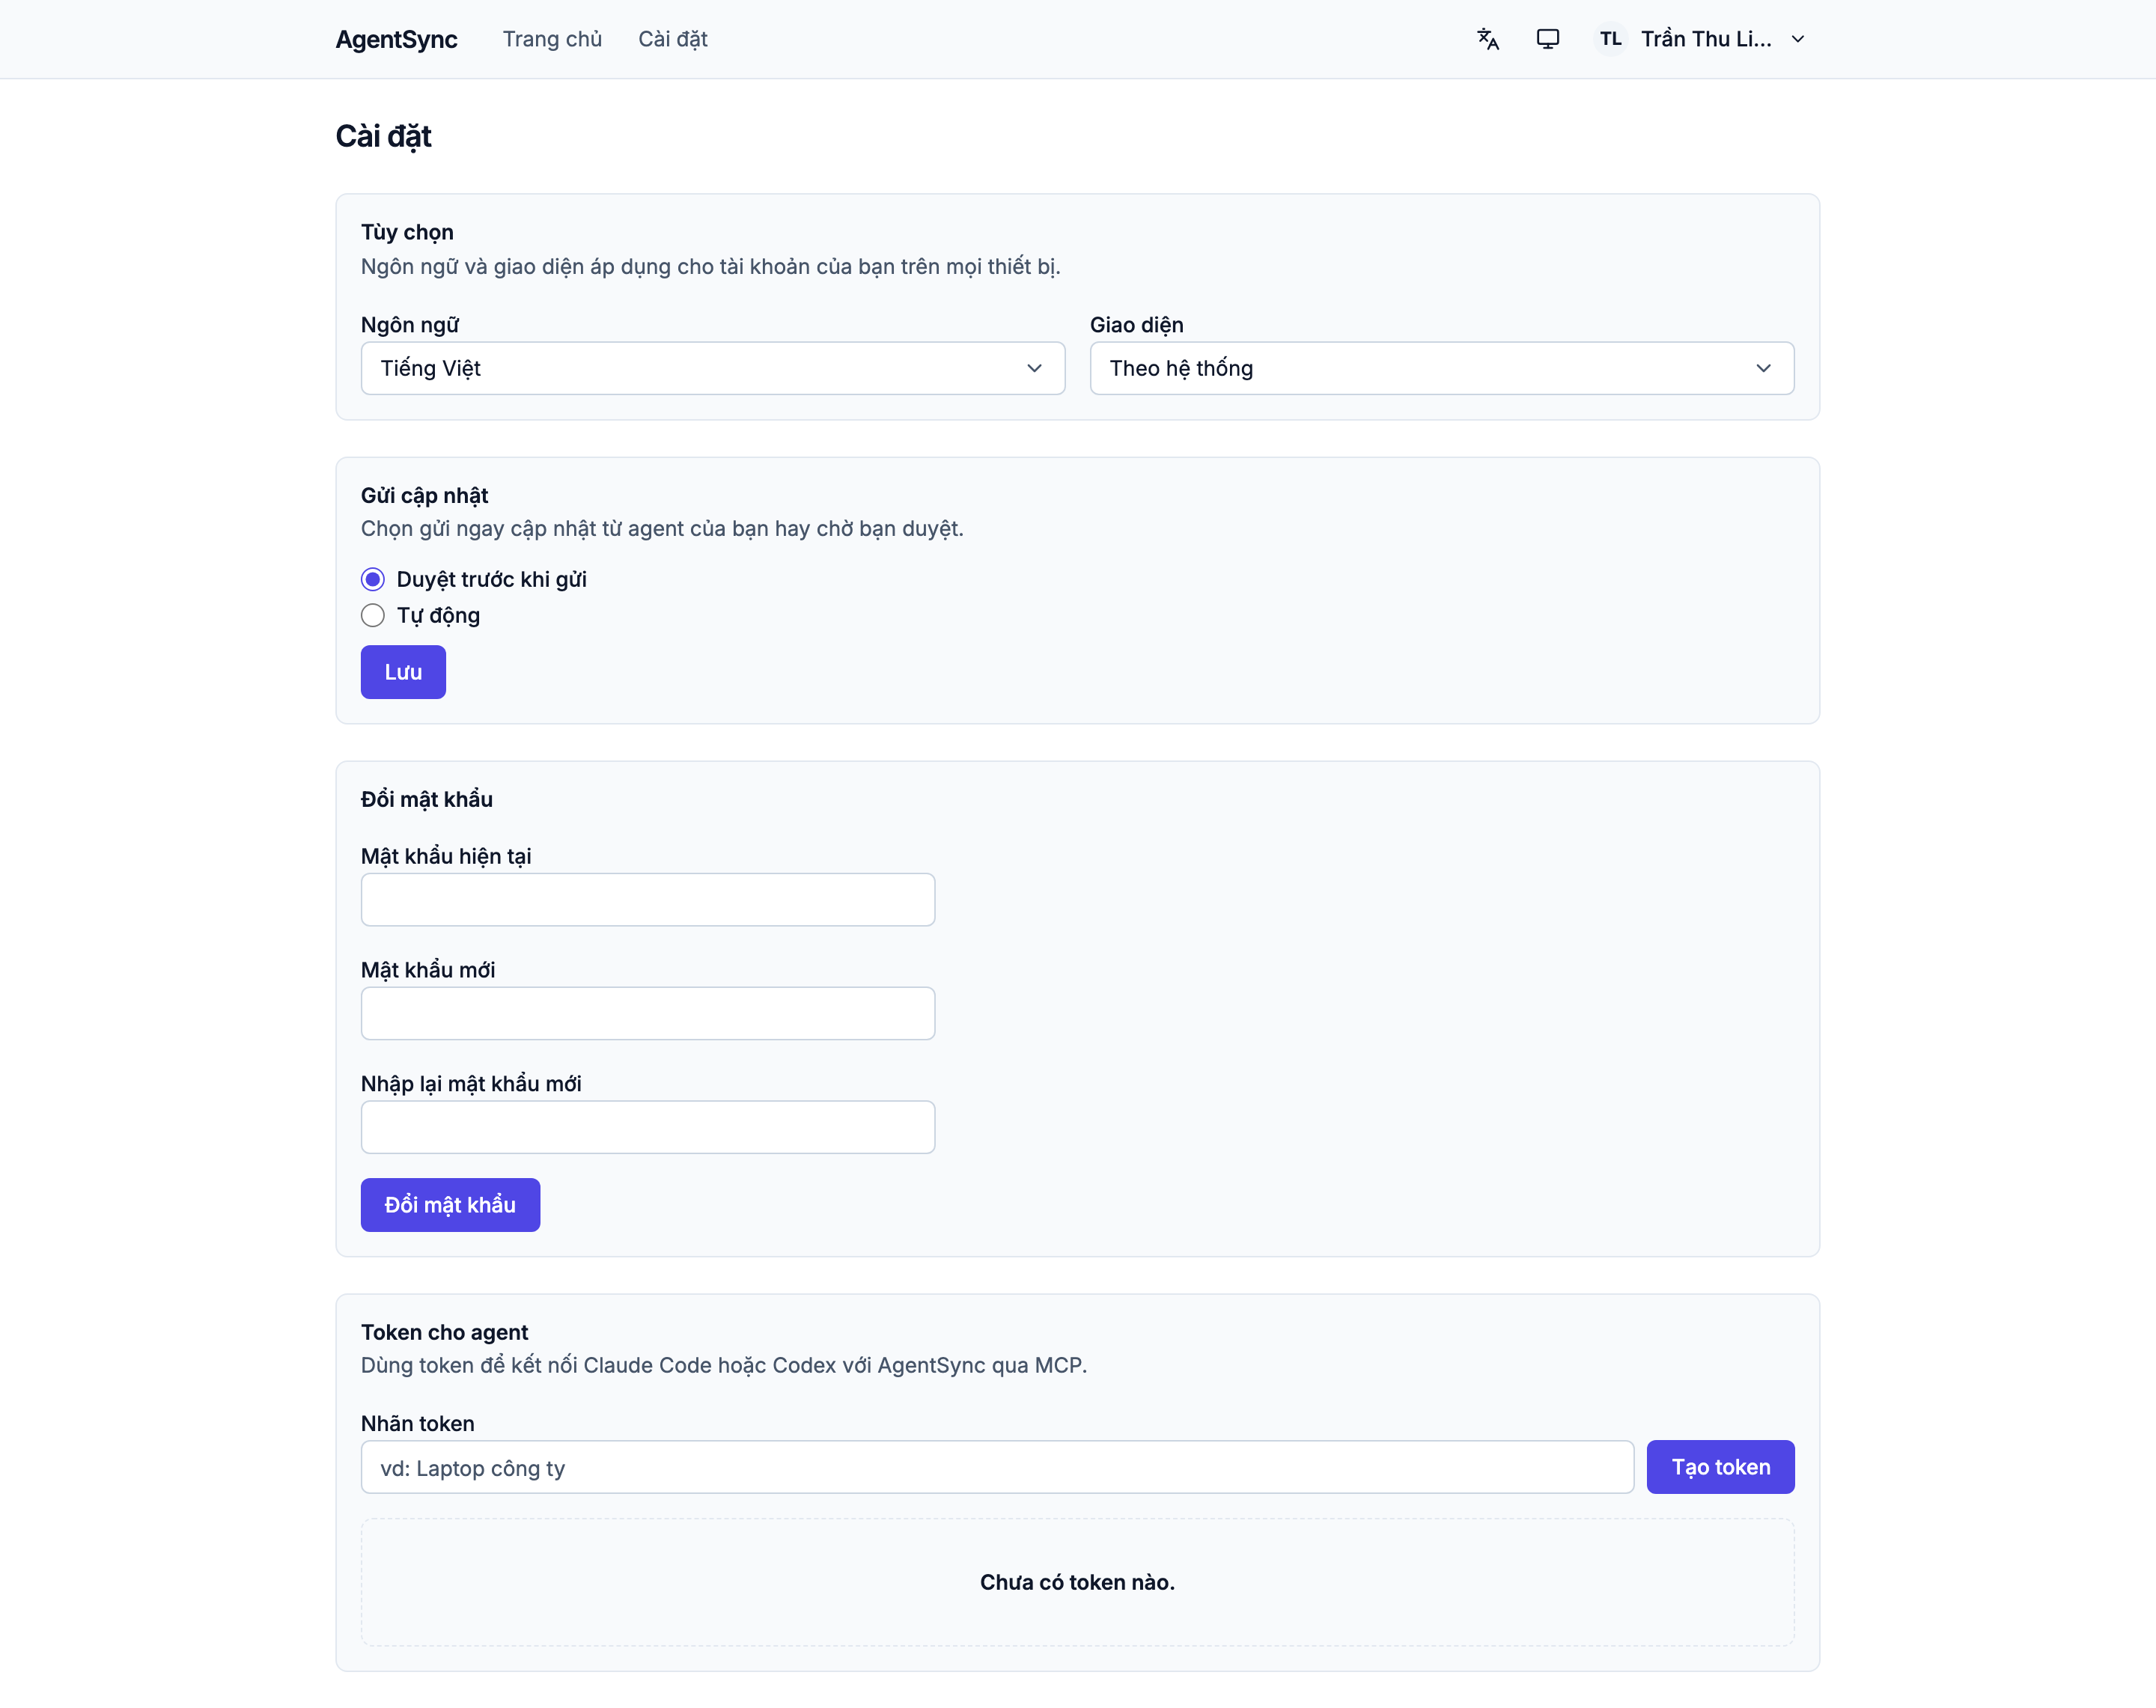 AgentSync
Trang chủ
Cài đặt
TL
Trần Thu Li...
Cài đặt
Tùy chọn
Ngôn ngữ và giao diện áp dụng cho tài khoản của bạn trên mọi thiết bị.
Ngôn ngữ
Tiếng Việt
Giao diện
Theo hệ thống
Gửi cập nhật
Chọn gửi ngay cập nhật từ agent của bạn hay chờ bạn duyệt.
Duyệt trước khi gửi
Tự động
Lưu
Đổi mật khẩu
Mật khẩu hiện tại
Mật khẩu mới
Nhập lại mật khẩu mới
Đổi mật khẩu
Token cho agent
Dùng token để kết nối Claude Code hoặc Codex với AgentSync qua MCP.
Nhãn token
vd: Laptop công ty
Tạo token
Chưa có token nào.